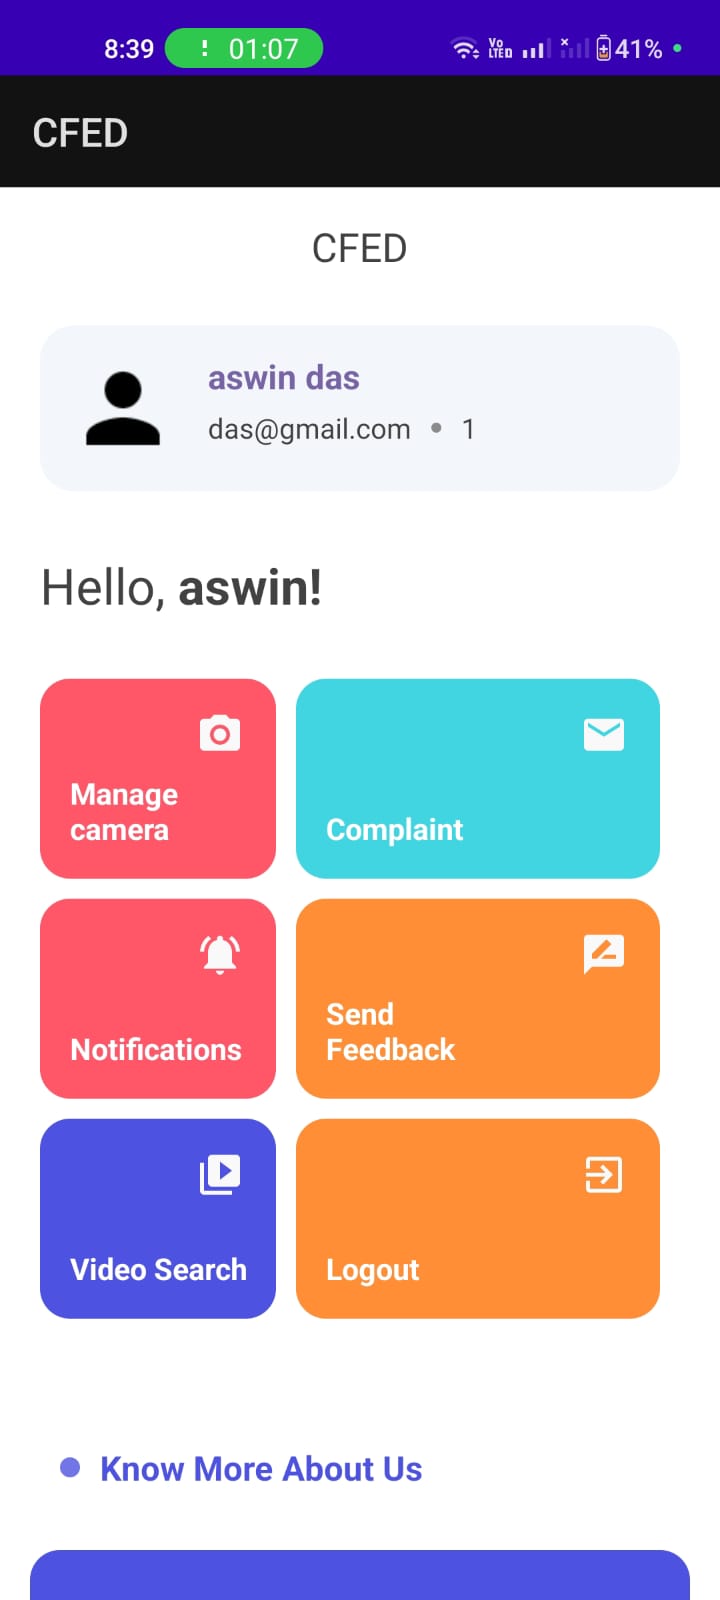 8:39 01:07 Vo LTED 41%
CFED
CFED
aswin das
das@gmail.com • 1
Hello, aswin!
Manage
camera
Complaint
Notifications
Send
Feedback
Video Search
Logout
Know More About Us